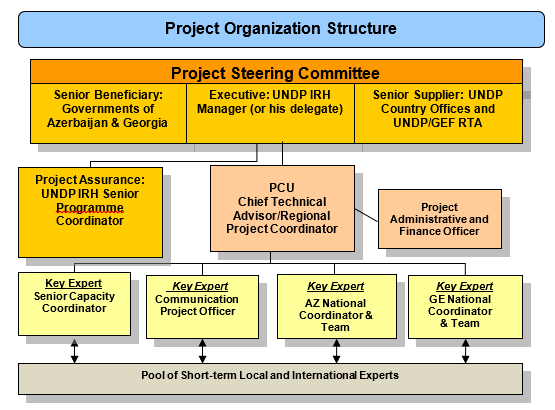 Project Organization Structure
Project Steering Committee
Senior Beneficiary:
Governments of
Azerbaijan & Georgia
Executive: UNDP IRH
Manager (or his delegate)
Senior Supplier: UNDP
Country Offices and
UNDP/GEF RTA
Project Assurance:
UNDP IRH Senior
Programme
Coordinator
PCU
Chief Technical
Advisor/Regional
Project Coordinator
Project
Administrative and
Finance Officer
Key Expert
Senior Capacity
Coordinator
Key Expert
Communication
Project Officer
Key Expert
AZ National
Coordinator &
Team
Key Expert
GE National
Coordinator
& Team
Pool of Short-term Local and International Experts